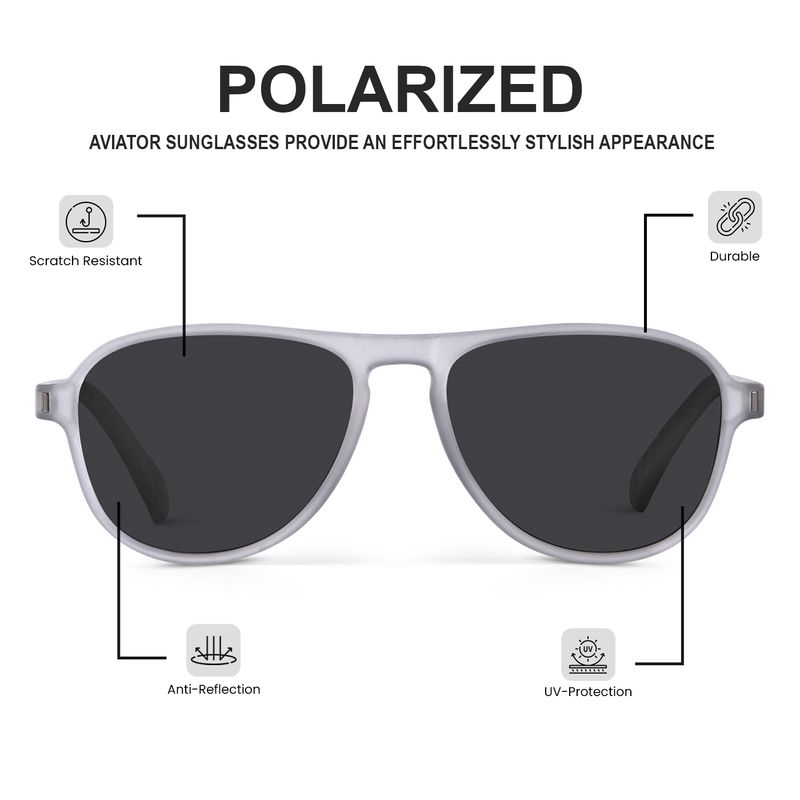 POLARIZED
AVIATOR SUNGLASSES PROVIDE AN EFFORTLESSLY STYLISH APPEARANCE
Scratch Resistant
Durable
Anti-Reflection
UV
UV-Protection